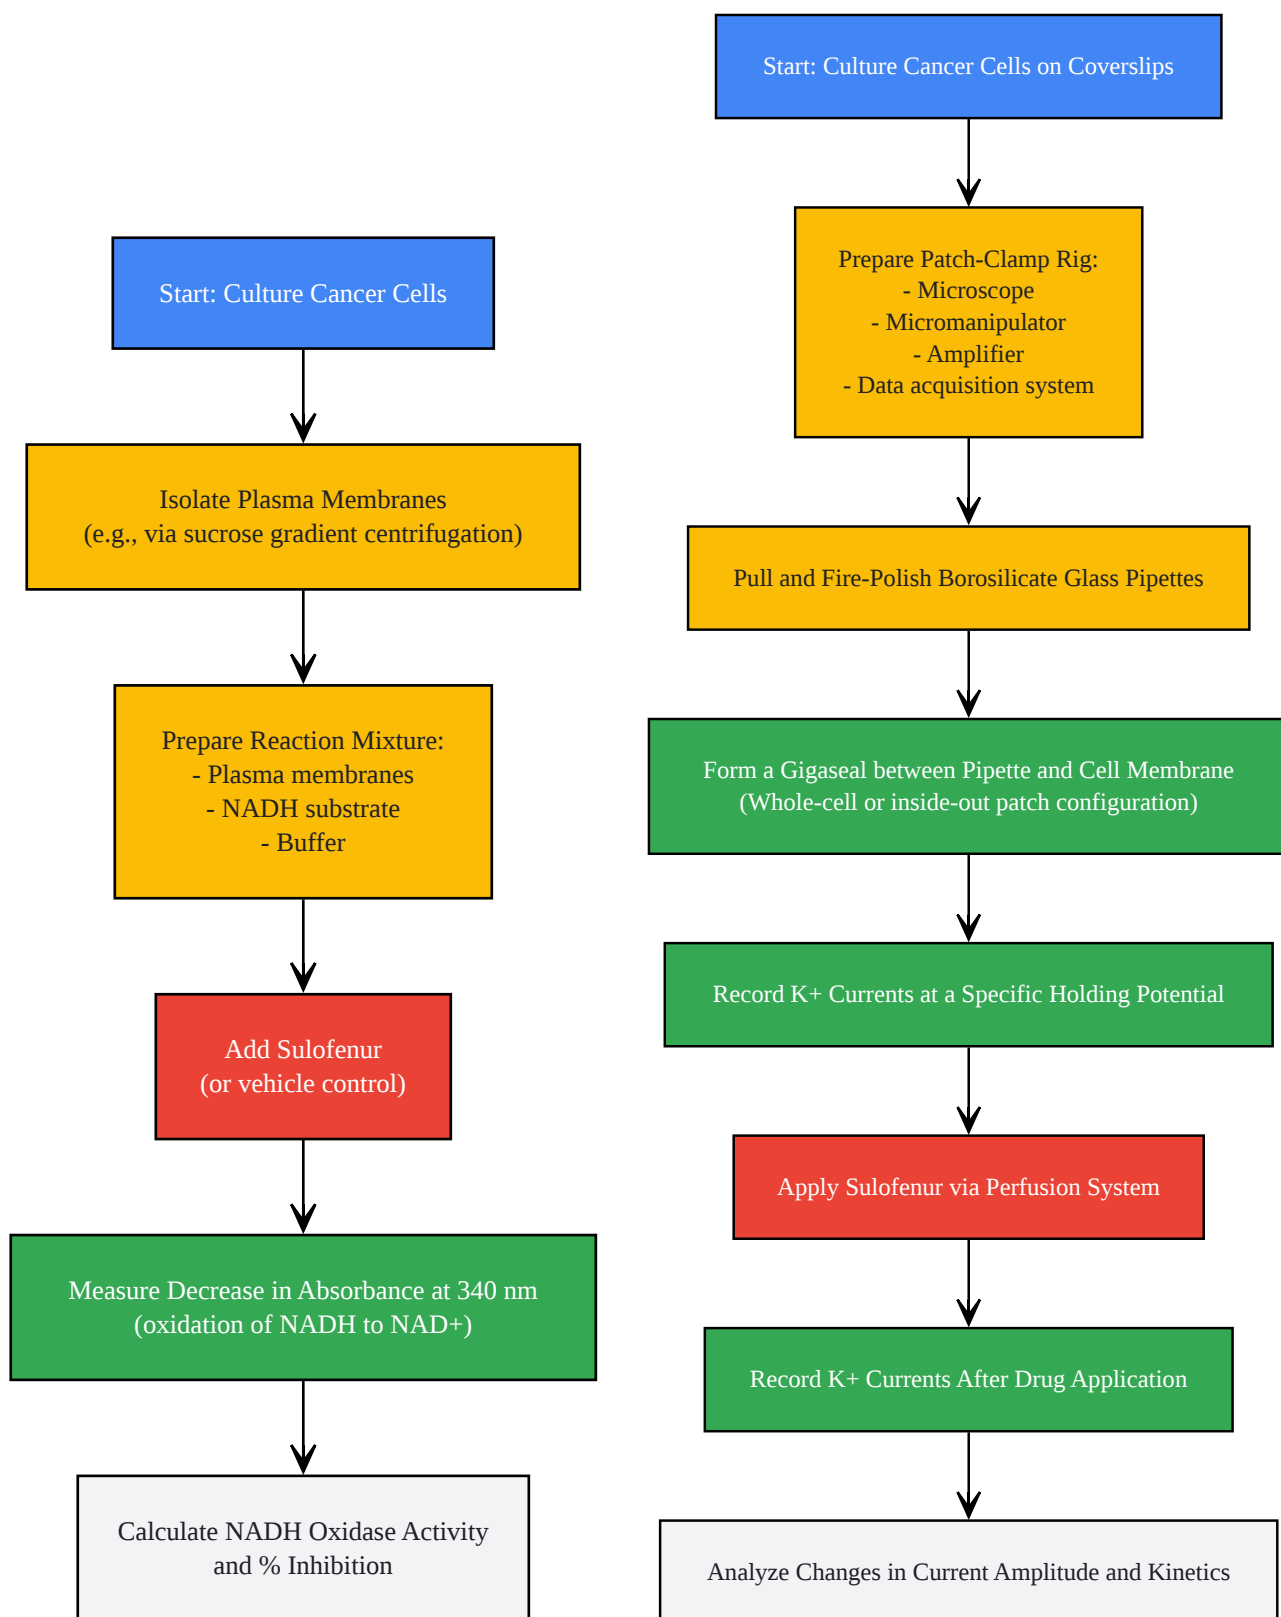 Start: Culture Cancer Cells
Isolate Plasma Membranes
(e.g., via sucrose gradient centrifugation)
Prepare Reaction Mixture:
- Plasma membranes
- NADH substrate
- Buffer
Add Sulofenur
(or vehicle control)
Measure Decrease in Absorbance at 340 nm
(oxidation of NADH to NAD+)
Calculate NADH Oxidase Activity
and % Inhibition
Start: Culture Cancer Cells on Coverslips
Prepare Patch-Clamp Rig:
- Microscope
- Micromanipulator
- Amplifier
- Data acquisition system
Pull and Fire-Polish Borosilicate Glass Pipettes
Form a Gigaseal between Pipette and Cell Membrane
(Whole-cell or inside-out patch configuration)
Record K+ Currents at a Specific Holding Potential
Apply Sulofenur via Perfusion System
Record K+ Currents After Drug Application
Analyze Changes in Current Amplitude and Kinetics